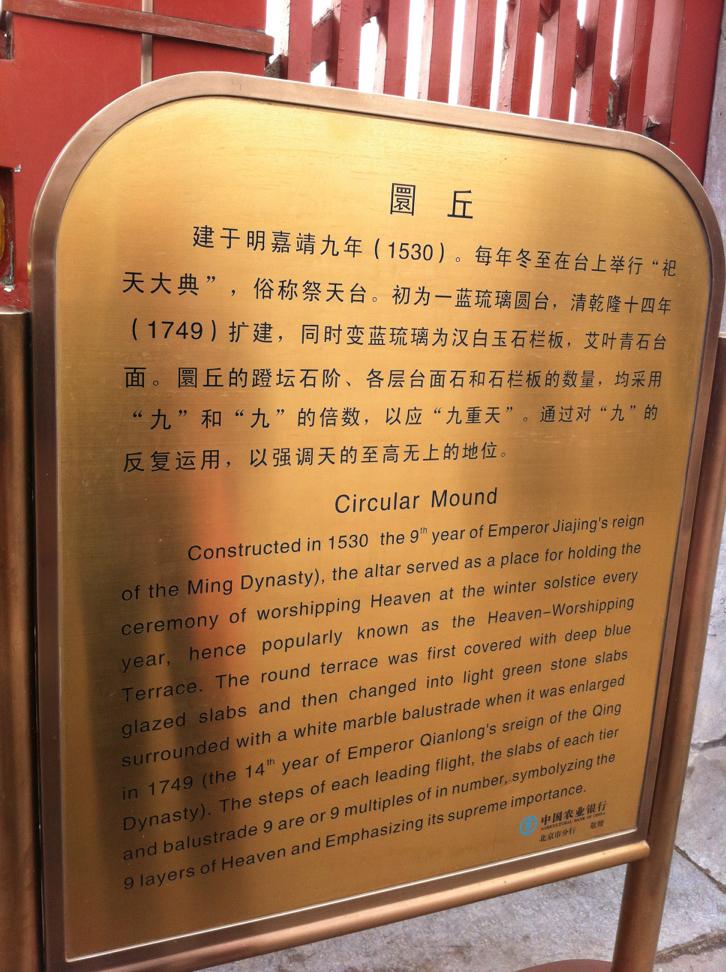 圜丘
建于明嘉靖九年（1530）。每年冬至在台上举行“祀
天大典”，俗称祭天台。初为一蓝琉璃圆台，清乾隆十四年
（1749）扩建，同时变蓝琉璃为汉白玉石栏板，艾叶青石台
面。圜丘的蹬坛石阶、各层台面石和石栏板的数量，均采用
“九”和“九”的倍数，以应“九重天”。通过对“九”的
反复运用，以强调天的至高无上的地位。
Circular Mound
Constructed in 1530 the 9th year of Emperor Jiajing's reign
of the Ming Dynasty), the altar served as a place for holding the
ceremony of worshipping Heaven at the winter solstice every
year, hence popularly known as the Heaven-Worshipping
Terrace. The round terrace was first covered with deep blue
glazed slabs and then changed into light green stone slabs
surrounded with a white marble balustrade when it was enlarged
in 1749 (the 14th year of Emperor Qianlong's sreign of the Qing
Dynasty). The steps of each leading flight, the slabs of each tier
and balustrade 9 are or 9 multiples of in number, symbolyzing the
9 layers of Heaven and Emphasizing its supreme importance.
中国农业银行
AGRICULTURAL BANK OF CHINA
北京市分行 敬赠